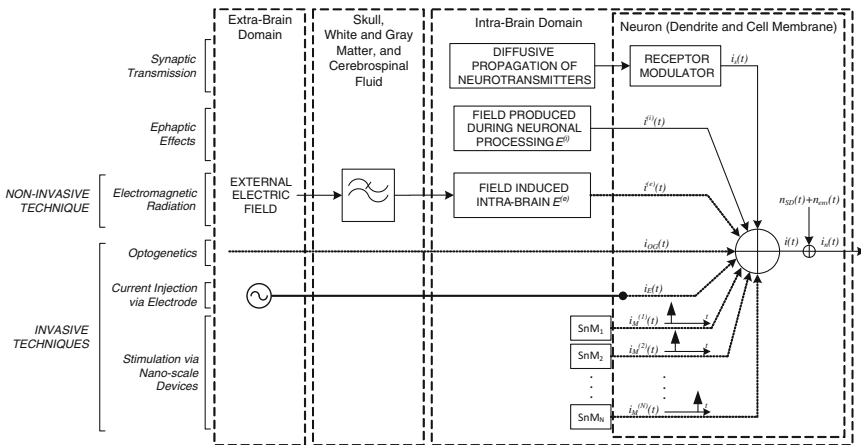 Extra-Brain
Domain
Skull,
White and Gray
Matter, and
Cerebrospinal
Fluid
Intra-Brain Domain
Neuron (Dendrite and Cell Membrane)
Synaptic
Transmission
DIFFUSIVE
PROPAGATION OF
NEUROTRANSMITTERS
RECEPTOR
MODULATOR
i_s(t)
Ephaptic
Effects
FIELD PRODUCED
DURING NEURONAL
PROCESSING E^(i)
i^(i)(t)
NON-INVASIVE
TECHNIQUE
Electromagnetic
Radiation
EXTERNAL
ELECTRIC
FIELD
FIELD INDUCED
INTRA-BRAIN E^(e)
i^(e)(t)
n_SD(t)+n_em(t)
Optogenetics
i_OG(t)
i(t)
i_n(t)
Current Injection
via Electrode
i_E(t)
INVASIVE
TECHNIQUES
Stimulation via
Nano-scale
Devices
SnM_1
i_M^(1)(t)
t
SnM_2
i_M^(2)(t)
t
SnM_N
i_M^(N)(t)
t